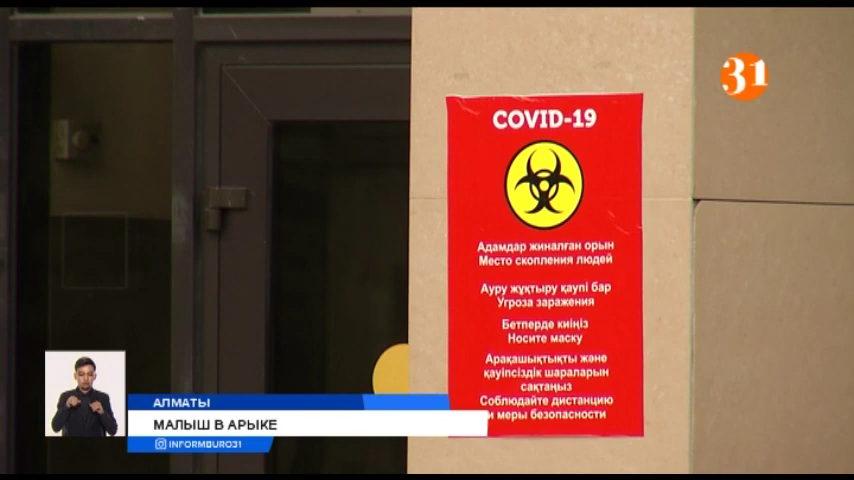 31
COVID-19
Адамдар жиналған орын
Место скопления людей
Ауру жұқтыру қаупі бар
Угроза заражения
Бетперде киіңіз
Носите маску
Арақашықтықты және
қауіпсіздік шараларын
сақтаңыз
Соблюдайте дистанцию
и меры безопасности
АЛМАТЫ
МАЛЫШ В АРЫКЕ
INFORMBURO31